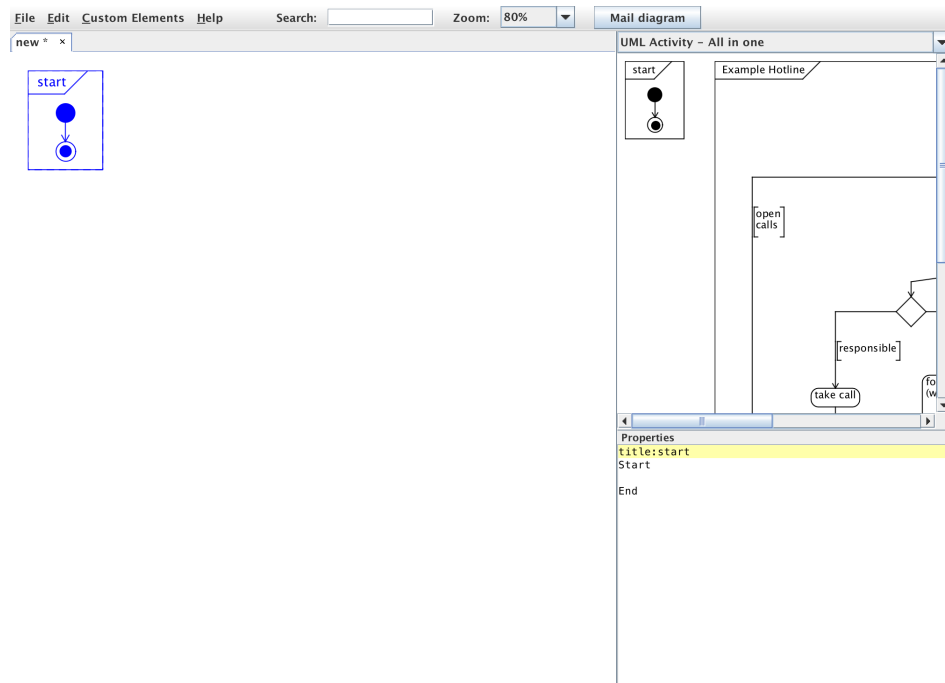 File Edit Custom Elements Help Search: Zoom: 80% Mail diagram
new * ×
UML Activity – All in one
start
start
Example Hotline
open
calls
responsible
take call
fo
(w
Properties
title:start
Start
End